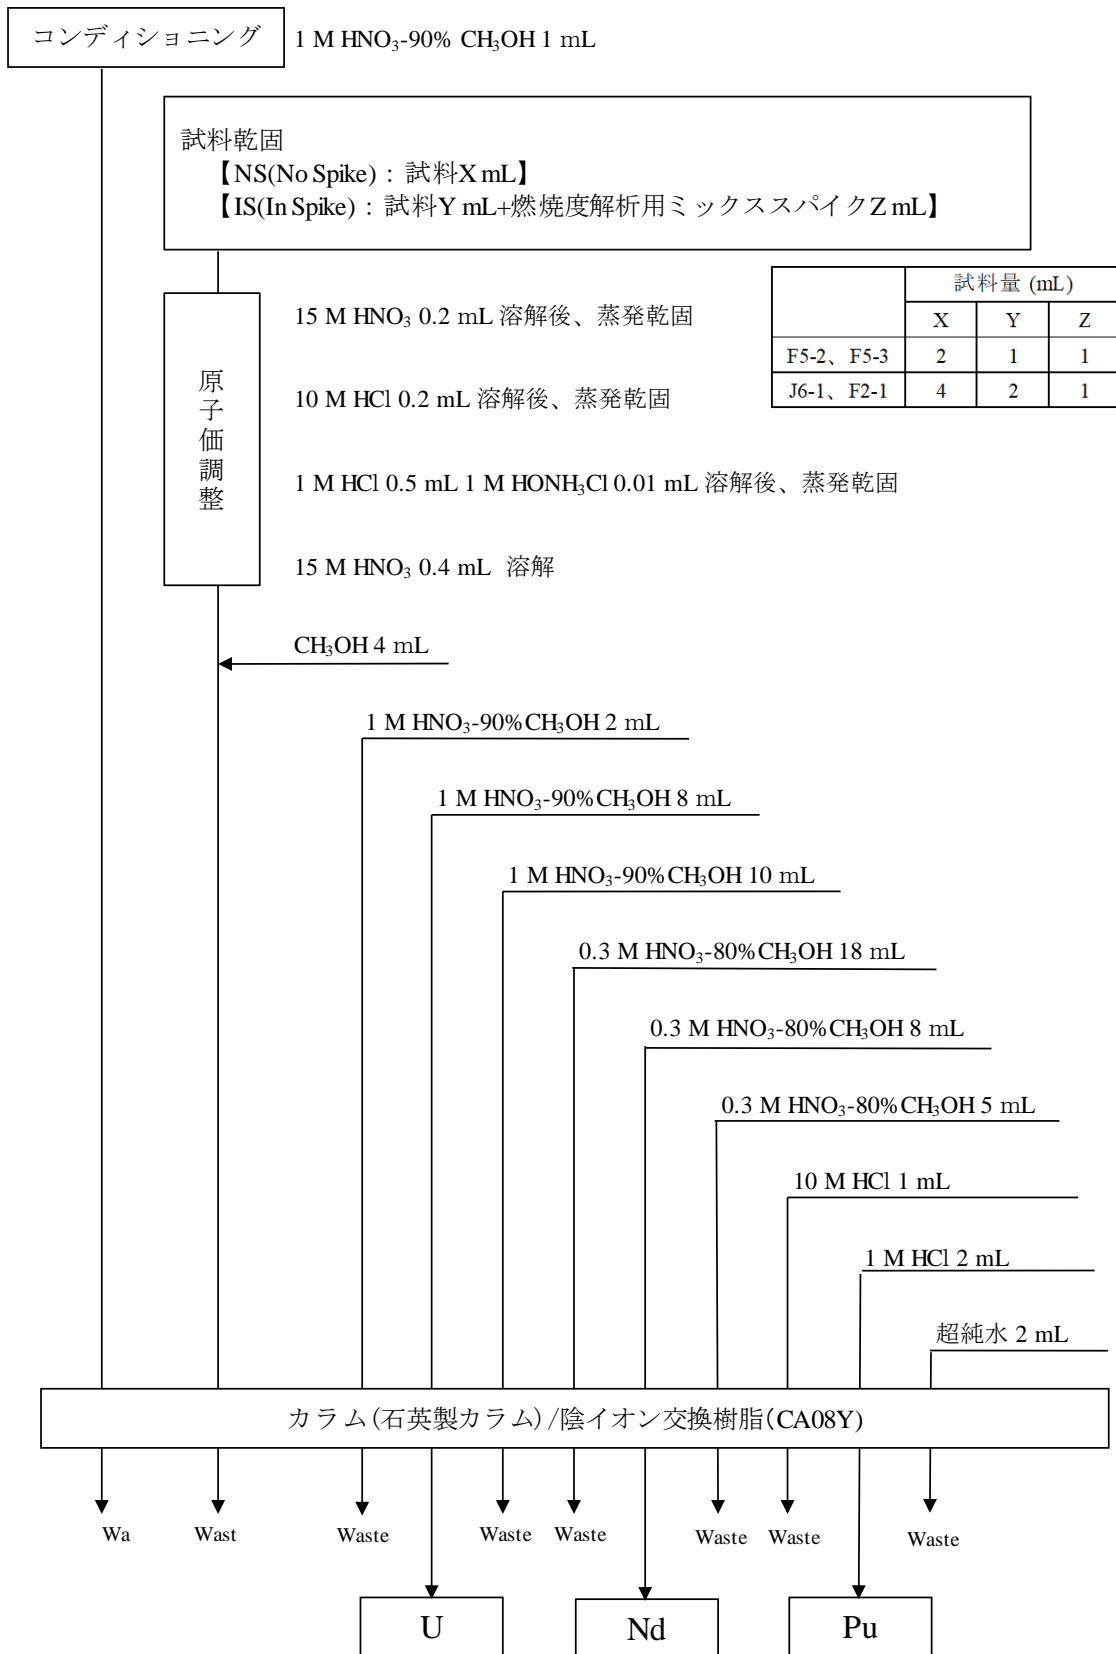 コンディショニング 1 M HNO₃-90% CH₃OH 1 mL
試料乾固
【NS(No Spike)：試料X mL】
【IS(In Spike)：試料Y mL+燃焼度解析用ミックススパイクZ mL】
試料量 (mL)
X Y Z
F5-2、F5-3 2 1 1
J6-1、F2-1 4 2 1
原子価調整
15 M HNO₃ 0.2 mL 溶解後、蒸発乾固
10 M HCl 0.2 mL 溶解後、蒸発乾固
1 M HCl 0.5 mL 1 M HONH₃Cl 0.01 mL 溶解後、蒸発乾固
15 M HNO₃ 0.4 mL 溶解
CH₃OH 4 mL
1 M HNO₃-90%CH₃OH 2 mL
1 M HNO₃-90%CH₃OH 8 mL
1 M HNO₃-90%CH₃OH 10 mL
0.3 M HNO₃-80%CH₃OH 18 mL
0.3 M HNO₃-80%CH₃OH 8 mL
0.3 M HNO₃-80%CH₃OH 5 mL
10 M HCl 1 mL
1 M HCl 2 mL
超純水 2 mL
カラム(石英製カラム)/陰イオン交換樹脂(CA08Y)
Wa Wast Waste Waste Waste Waste Waste Waste
U Nd Pu